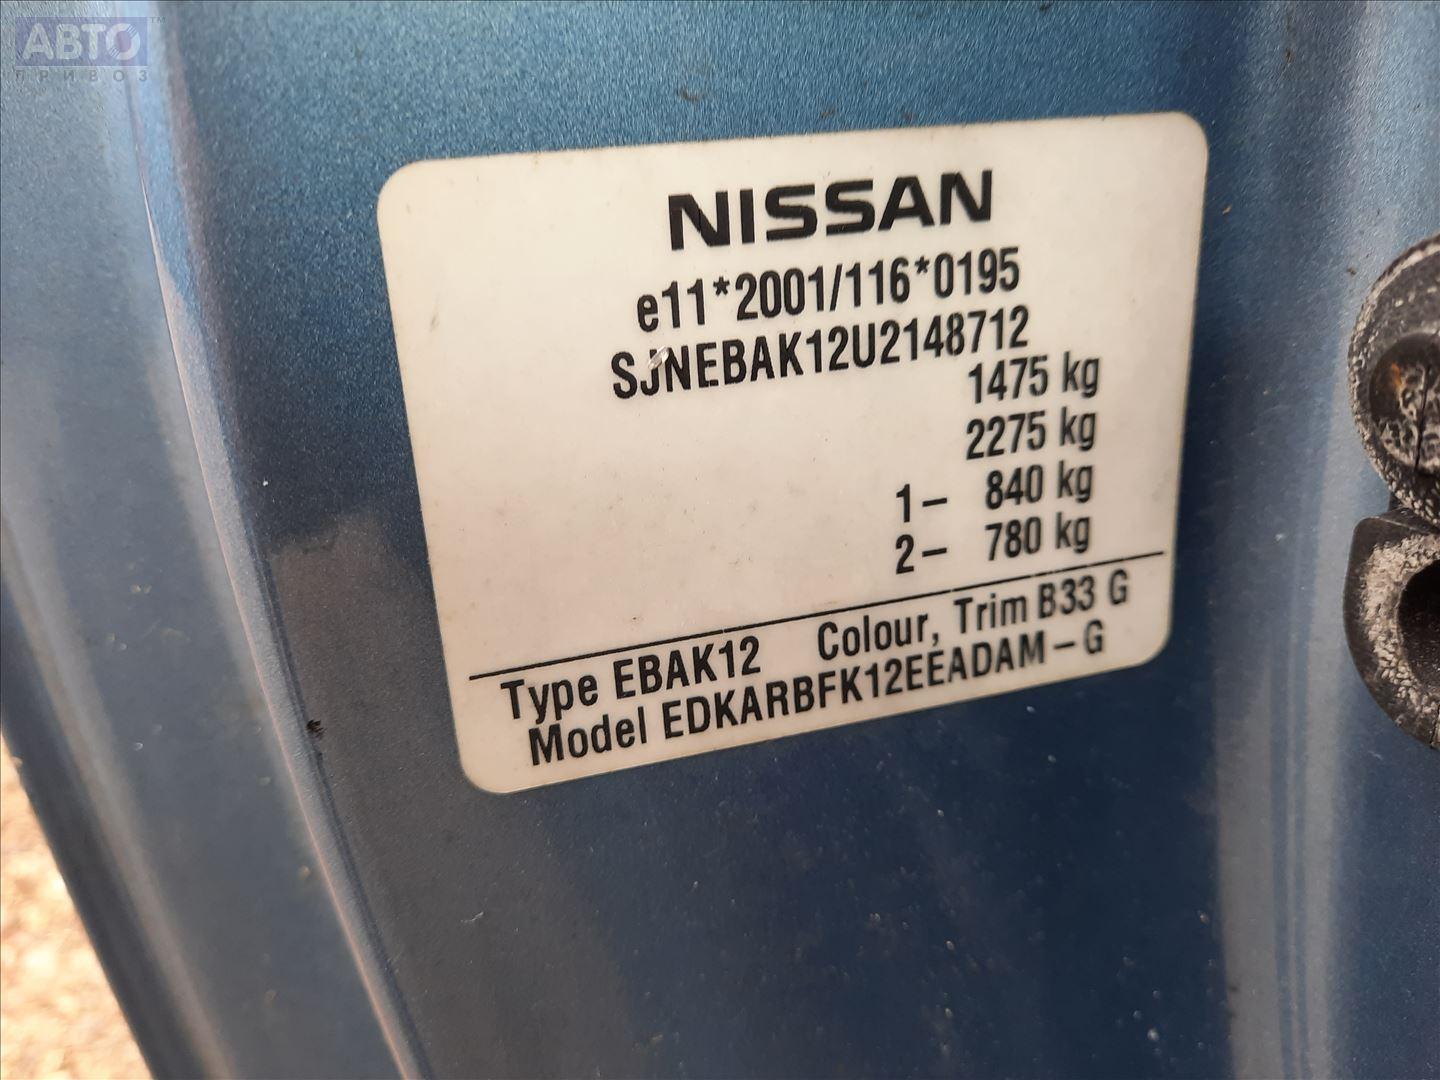 АВТО™
ПРИВОЗ
NISSAN
e11*2001/116*0195
SJNEBAK12U2148712
1475 kg
2275 kg
1– 840 kg
2– 780 kg
Type EBAK12 Colour, Trim B33 G
Model EDKARBFK12EEADAM–G